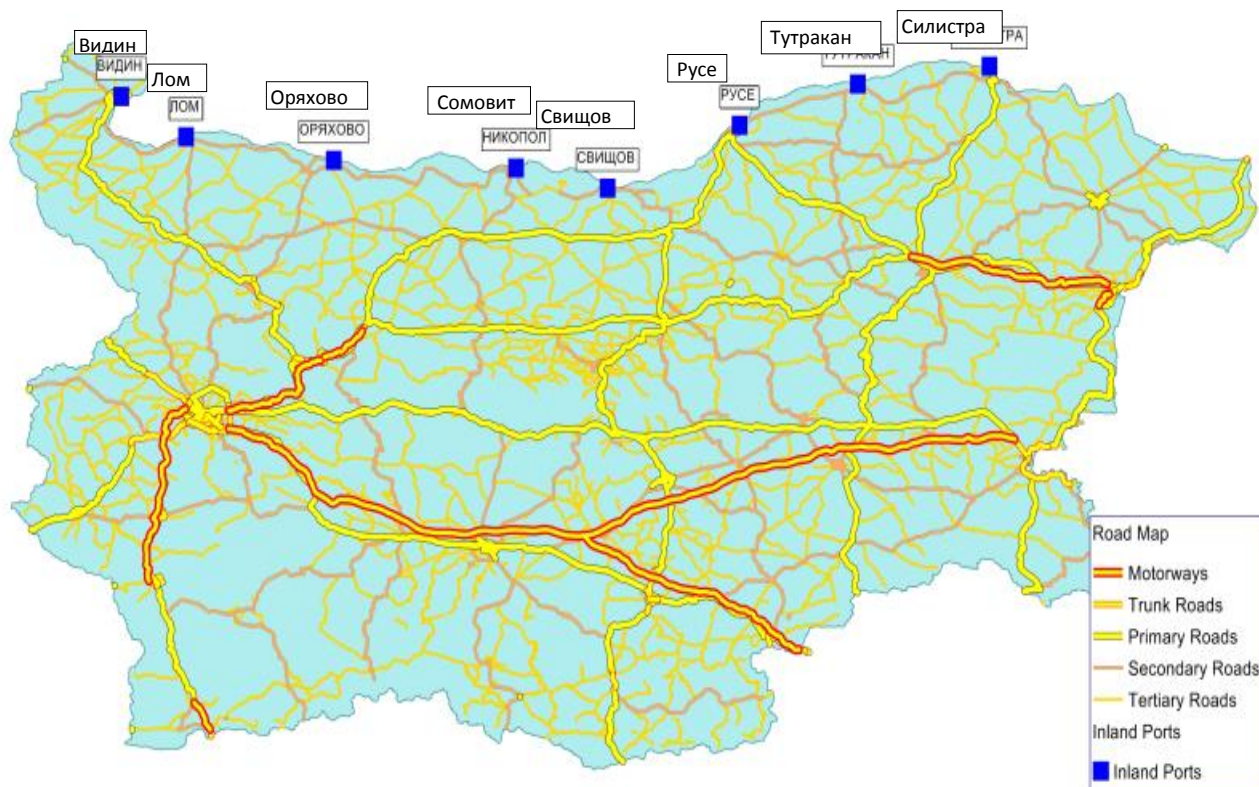 Видин
ВИДИН
Лом
ЛОМ
Оряхово
ОРЯХОВО
Сомовит
НИКОПОЛ
Свищов
СВИЩОВ
Русе
РУСЕ
Тутракан
ТУТРАКАН
Силистра
Road Map
Motorways
Trunk Roads
Primary Roads
Secondary Roads
Tertiary Roads
Inland Ports
Inland Ports